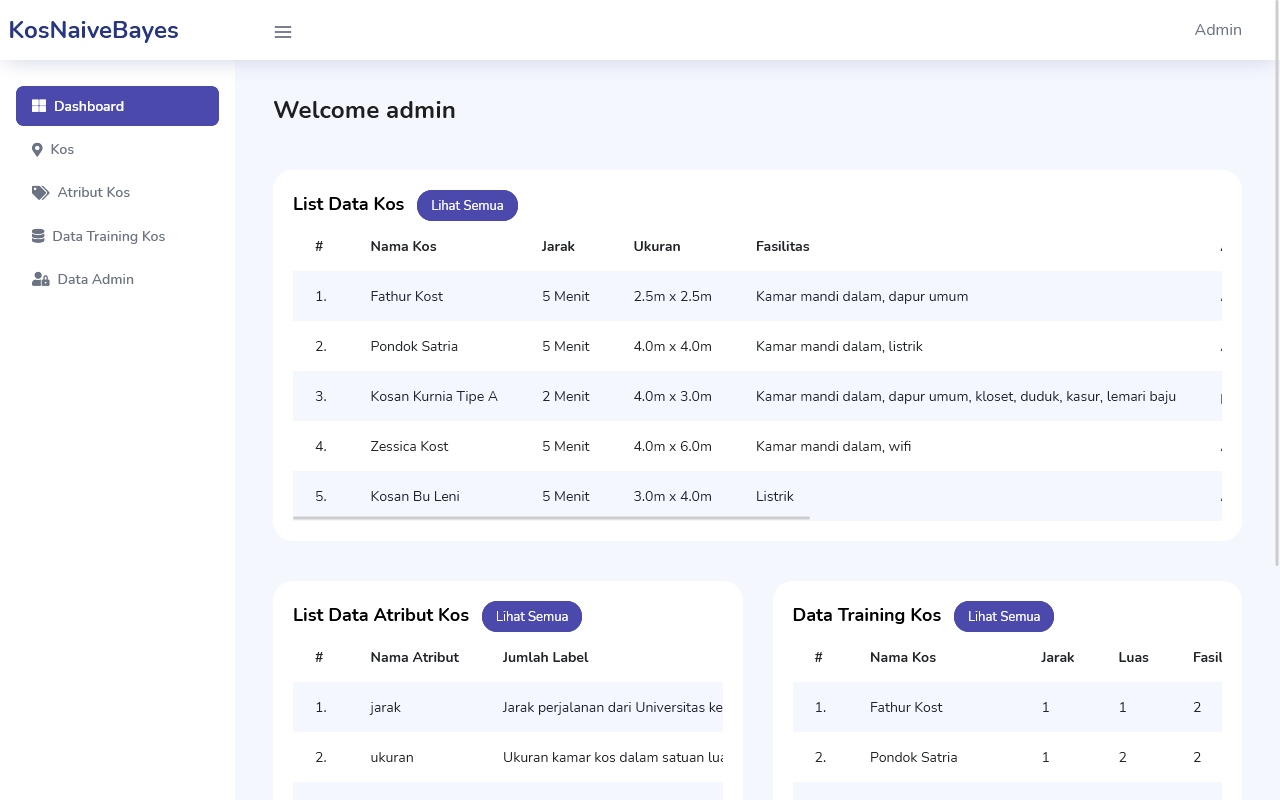 KosNaiveBayes
Admin
Dashboard
Kos
Atribut Kos
Data Training Kos
Data Admin
Welcome admin
List Data Kos Lihat Semua
# Nama Kos Jarak Ukuran Fasilitas
1. Fathur Kost 5 Menit 2.5m x 2.5m Kamar mandi dalam, dapur umum
2. Pondok Satria 5 Menit 4.0m x 4.0m Kamar mandi dalam, listrik
3. Kosan Kurnia Tipe A 2 Menit 4.0m x 3.0m Kamar mandi dalam, dapur umum, kloset, duduk, kasur, lemari baju
4. Zessica Kost 5 Menit 4.0m x 6.0m Kamar mandi dalam, wifi
5. Kosan Bu Leni 5 Menit 3.0m x 4.0m Listrik
List Data Atribut Kos Lihat Semua
# Nama Atribut Jumlah Label
1. jarak Jarak perjalanan dari Universitas ke
2. ukuran Ukuran kamar kos dalam satuan lua
Data Training Kos Lihat Semua
# Nama Kos Jarak Luas Fasil
1. Fathur Kost 1 1 2
2. Pondok Satria 1 2 2